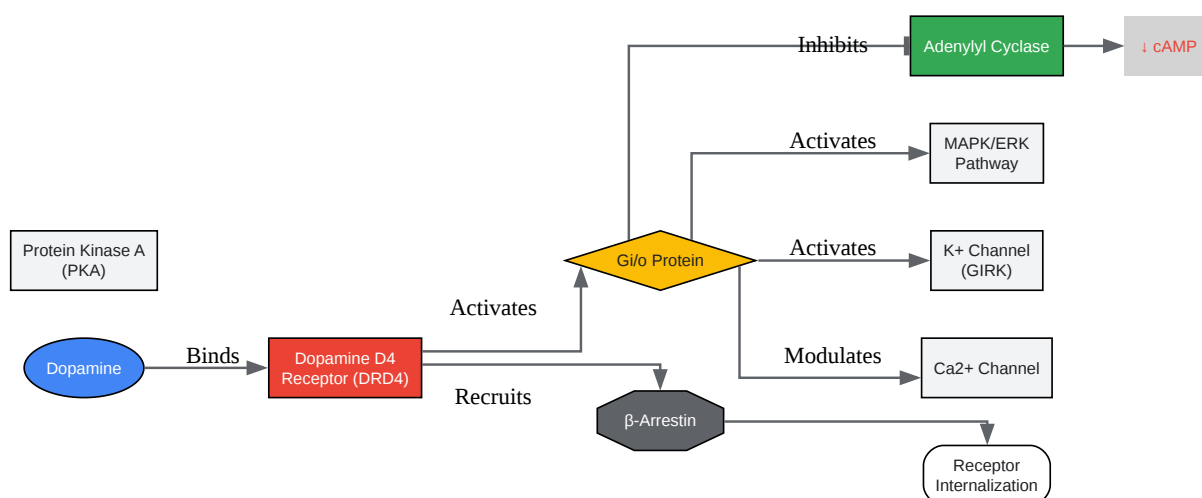 Inhibits
Adenylyl Cyclase
↓ cAMP
Activates
MAPK/ERK
Pathway
Protein Kinase A
(PKA)
Gi/o Protein
Activates
K+ Channel
(GIRK)
Activates
Dopamine
Binds
Dopamine D4
Receptor (DRD4)
Modulates
Ca2+ Channel
Recruits
β-Arrestin
Receptor
Internalization